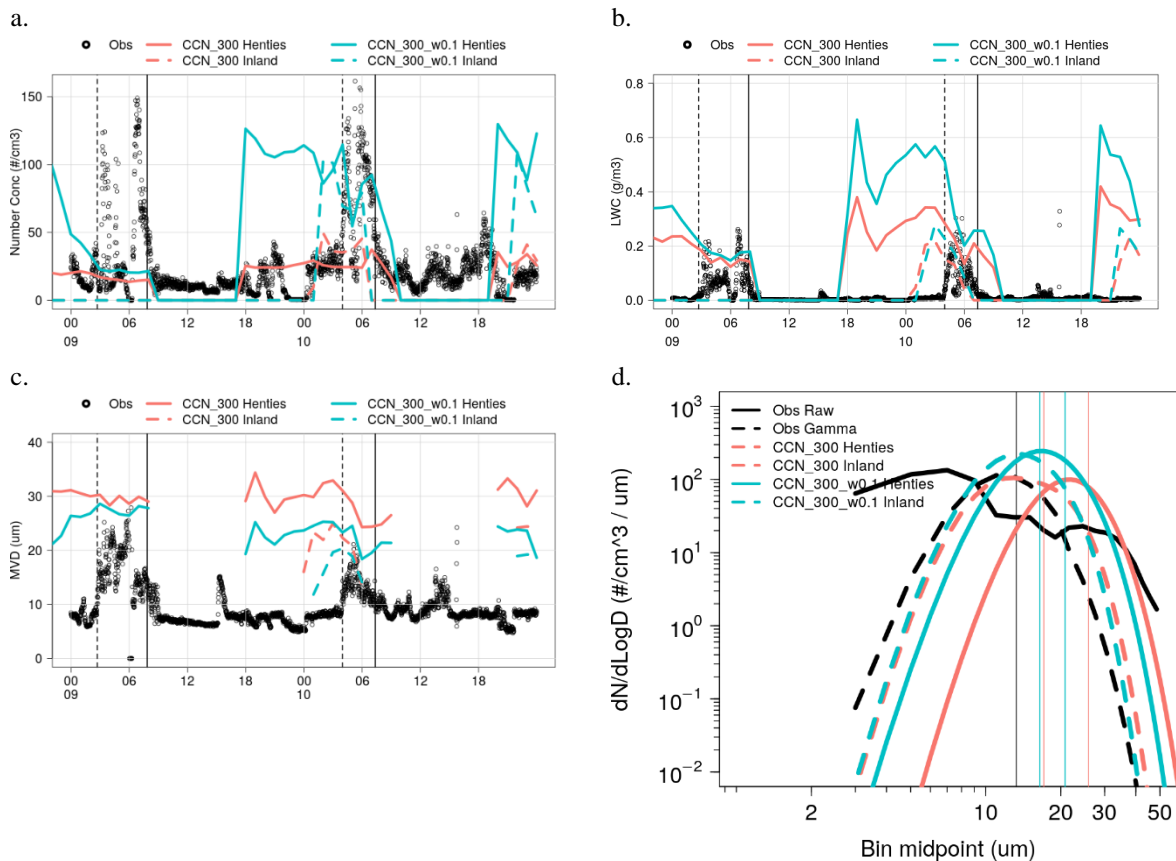 a.
Obs CCN_300 Henties CCN_300_w0.1 Henties
CCN_300 Inland CCN_300_w0.1 Inland
Number Conc (#/cm3)
150
100
50
0
00 06 12 18 00 06 12 18
09 10
b.
Obs CCN_300 Henties CCN_300_w0.1 Henties
CCN_300 Inland CCN_300_w0.1 Inland
LWC (g/m3)
0.8
0.6
0.4
0.2
0.0
00 06 12 18 00 06 12 18
09 10
c.
Obs CCN_300 Henties CCN_300_w0.1 Henties
CCN_300 Inland CCN_300_w0.1 Inland
MVD (um)
40
30
20
10
0
00 06 12 18 00 06 12 18
09 10
d.
Obs Raw
Obs Gamma
CCN_300 Henties
CCN_300 Inland
CCN_300_w0.1 Henties
CCN_300_w0.1 Inland
dN/dLogD (#/cm^3 / um)
10³
10²
10¹
10⁰
10⁻¹
10⁻²
2 10 20 30 50
Bin midpoint (um)